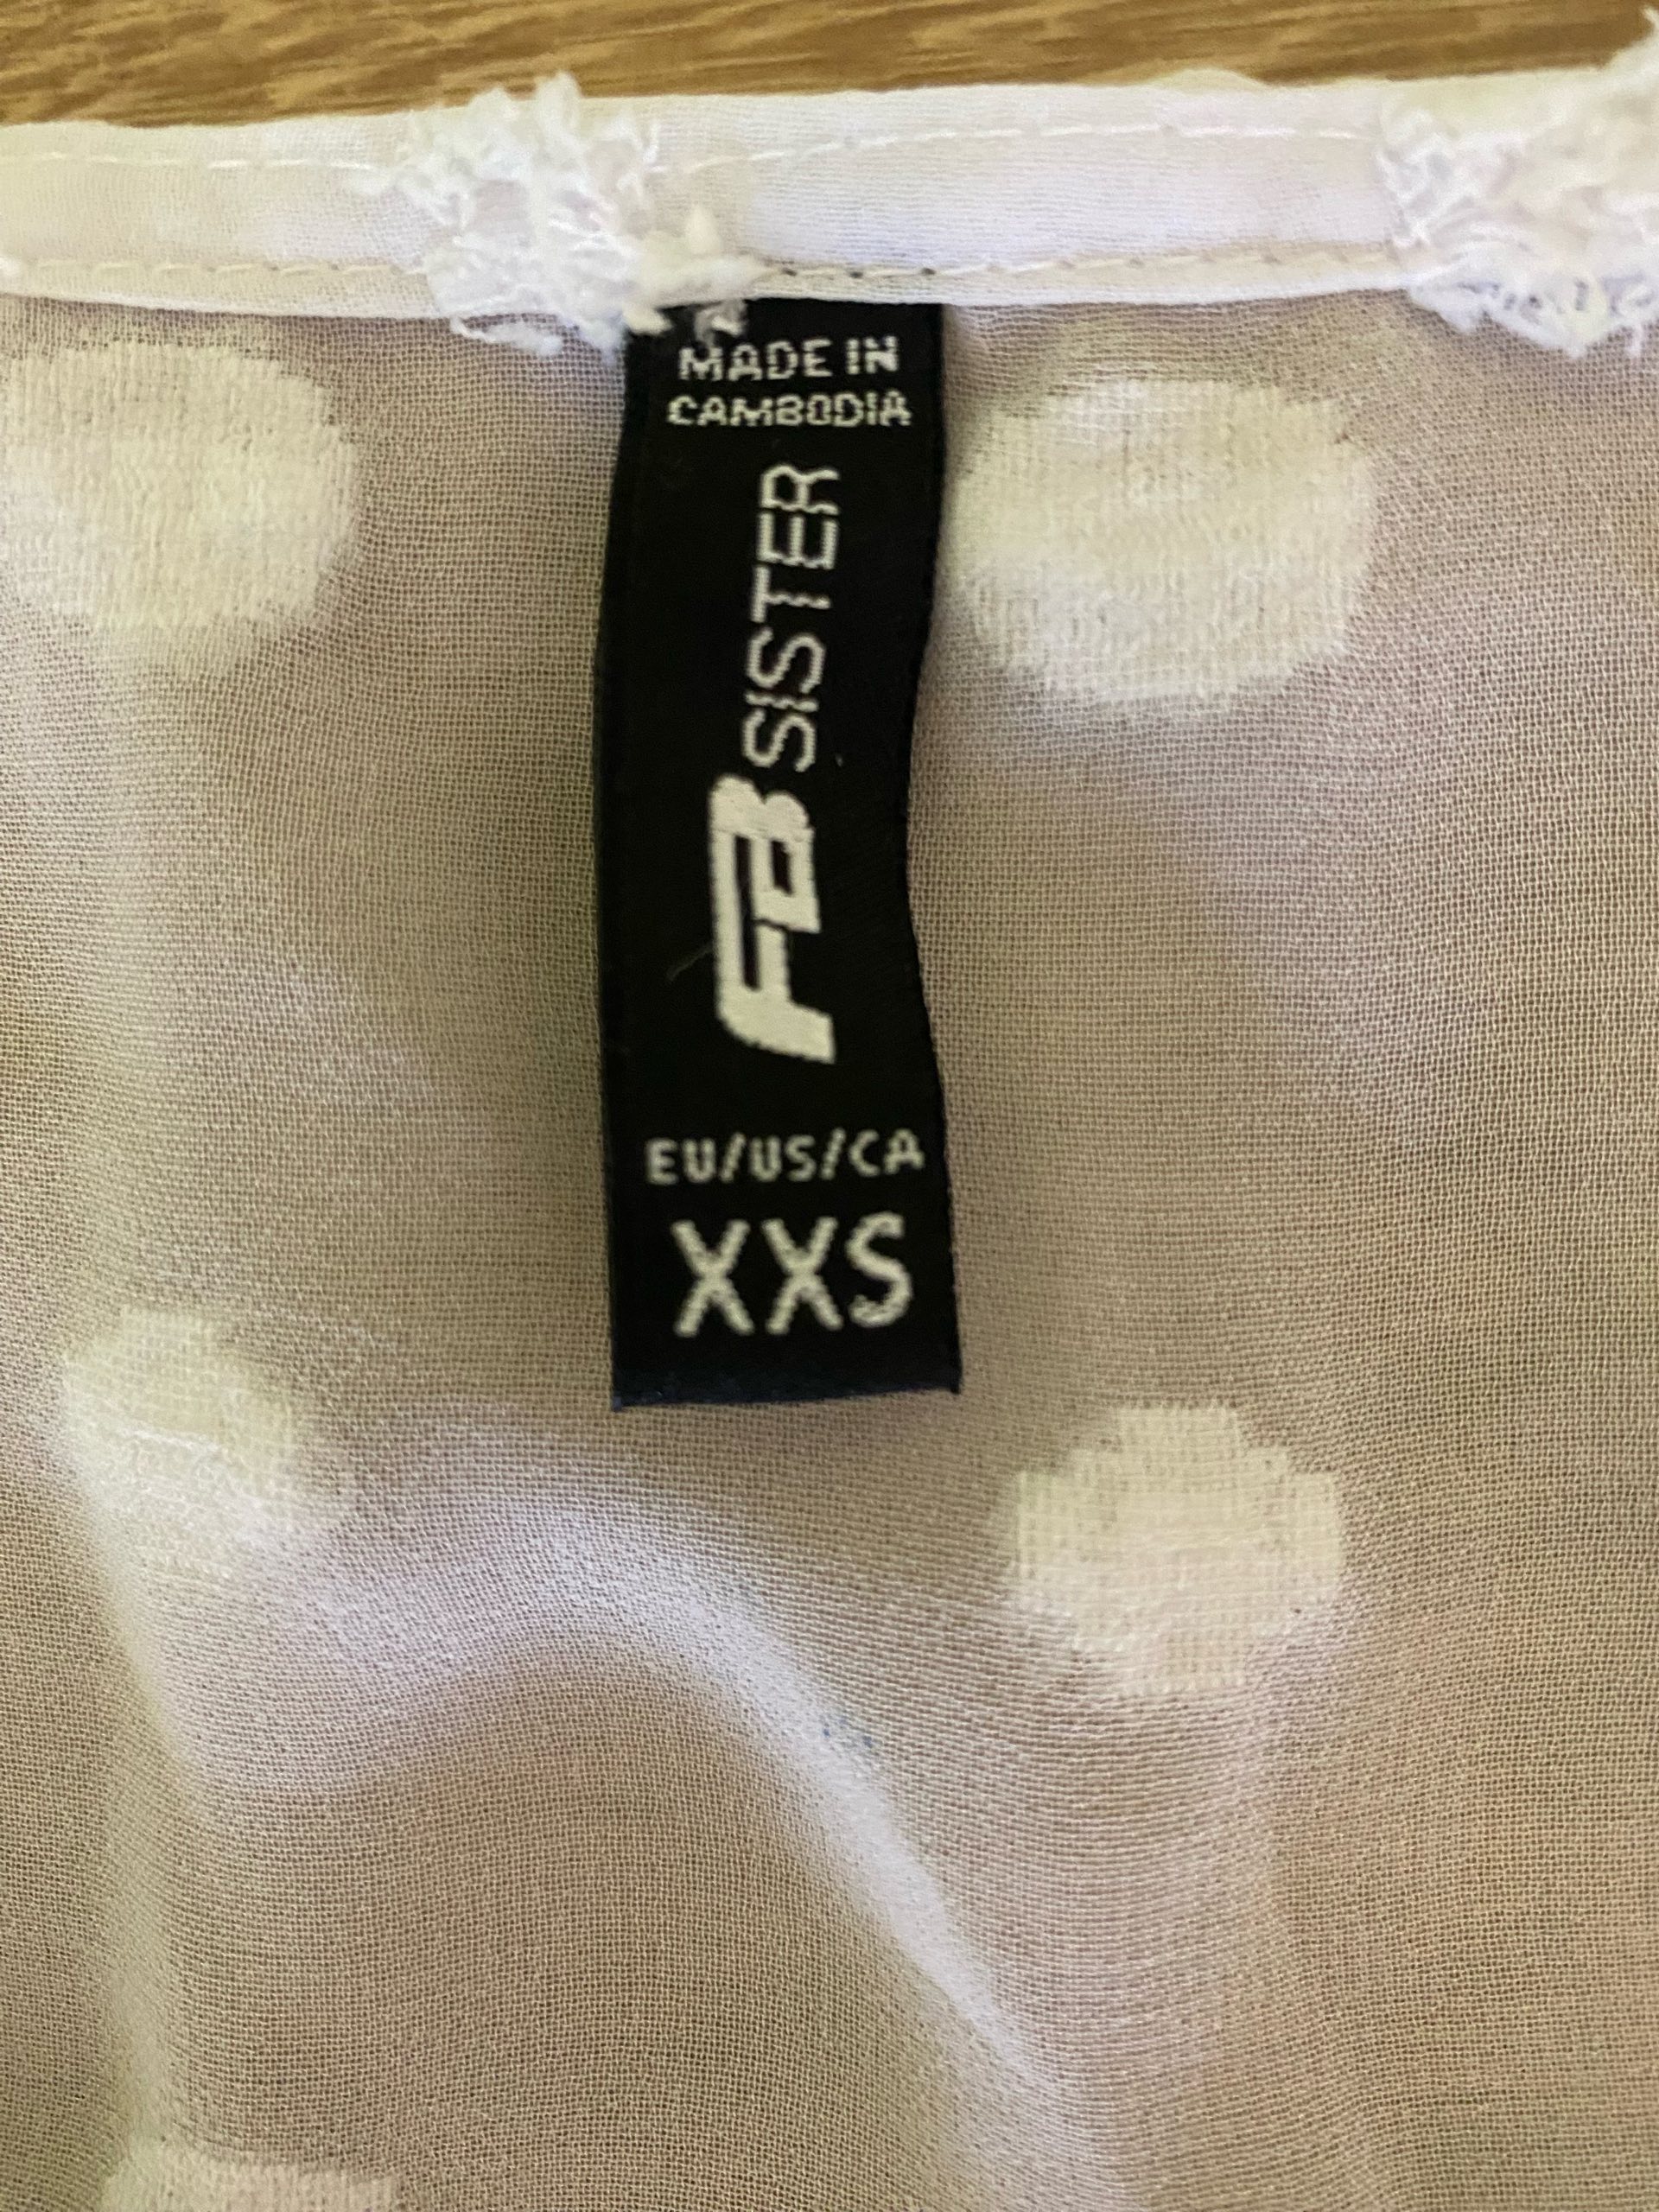 MADE IN
CAMBODIA
FB SISTER
EU/US/CA
XXS